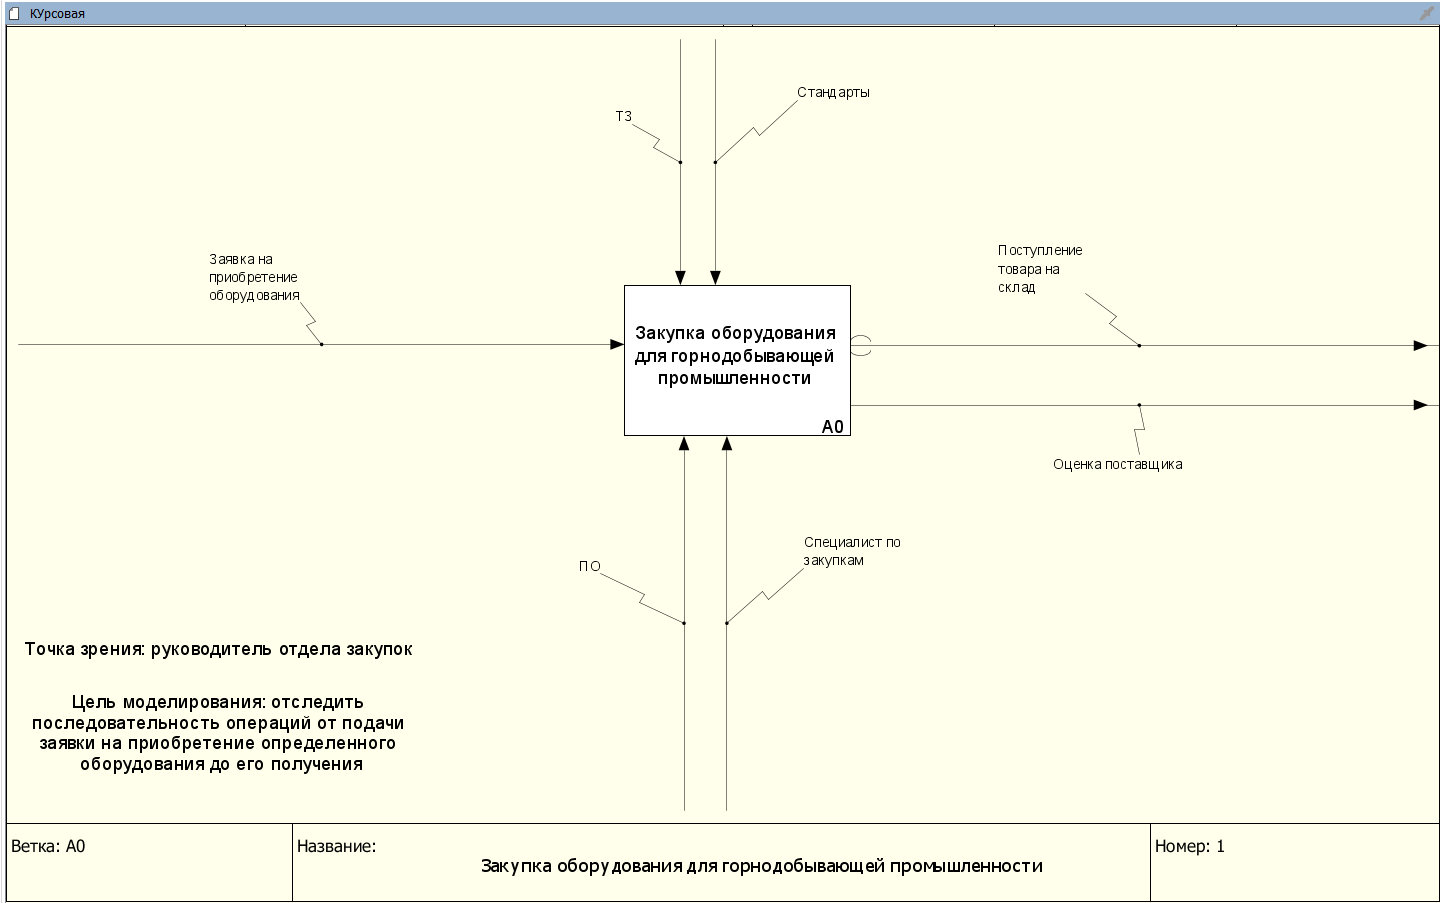 КУрсовая
Стандарты
ТЗ
Заявка на
приобретение
оборудования
Поступление
товара на
склад
Закупка оборудования
для горнодобывающей
промышленности
A0
Оценка поставщика
Специалист по
закупкам
ПО
Точка зрения: руководитель отдела закупок
Цель моделирования: отследить
последовательность операций от подачи
заявки на приобретение определенного
оборудования до его получения
Ветка: A0
Название:
Закупка оборудования для горнодобывающей промышленности
Номер: 1